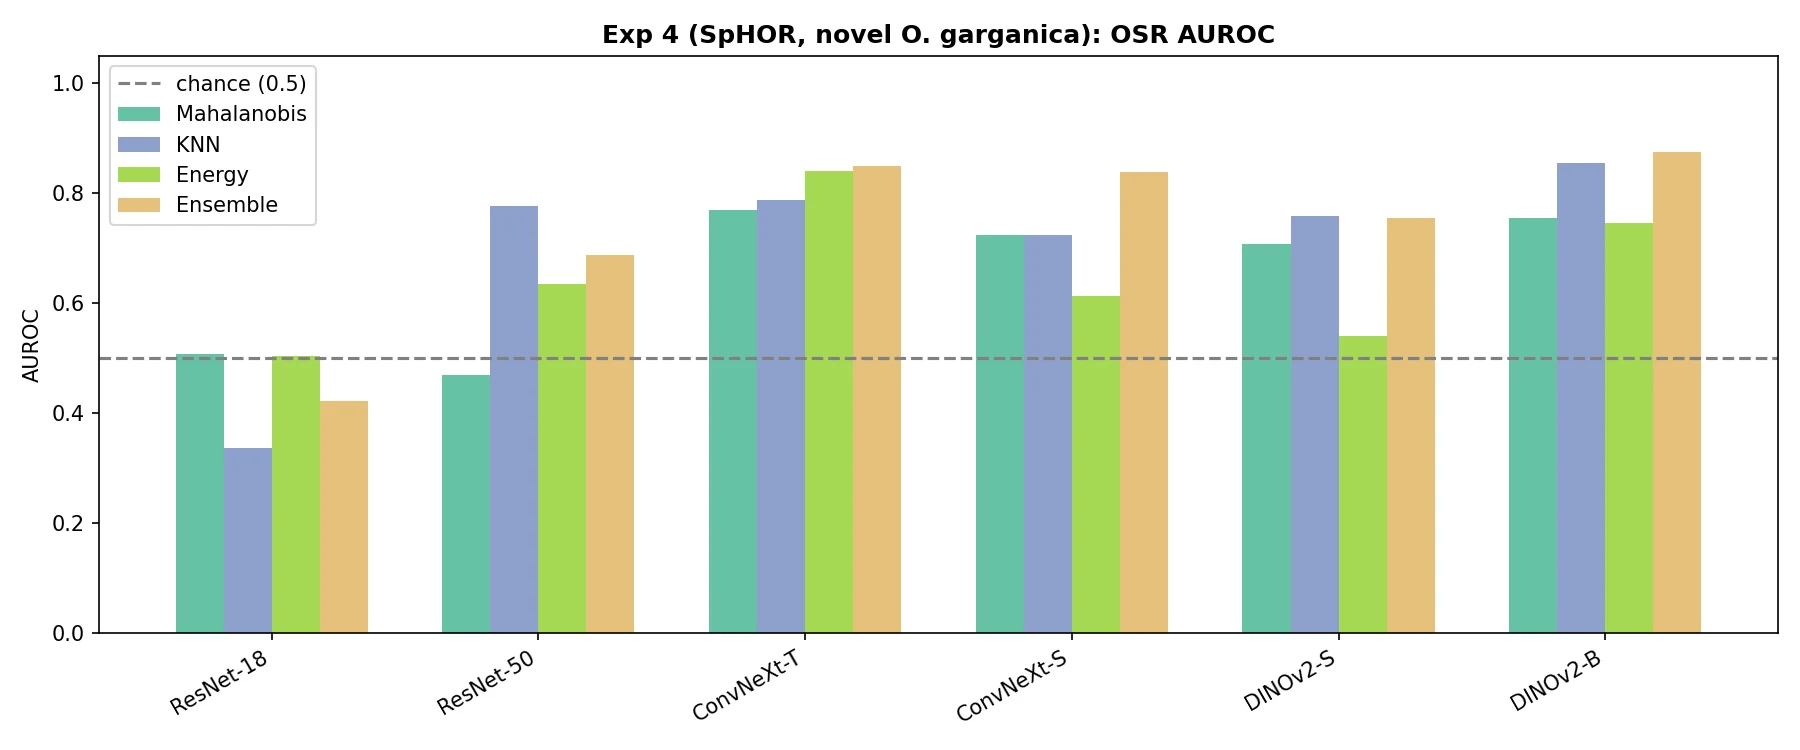 Exp 4 (SpHOR, novel O. garganica): OSR AUROC
1.0
0.8
0.6
0.4
0.2
0.0
AUROC
chance (0.5)
Mahalanobis
KNN
Energy
Ensemble
ResNet-18
ResNet-50
ConvNeXt-T
ConvNeXt-S
DINOv2-S
DINOv2-B